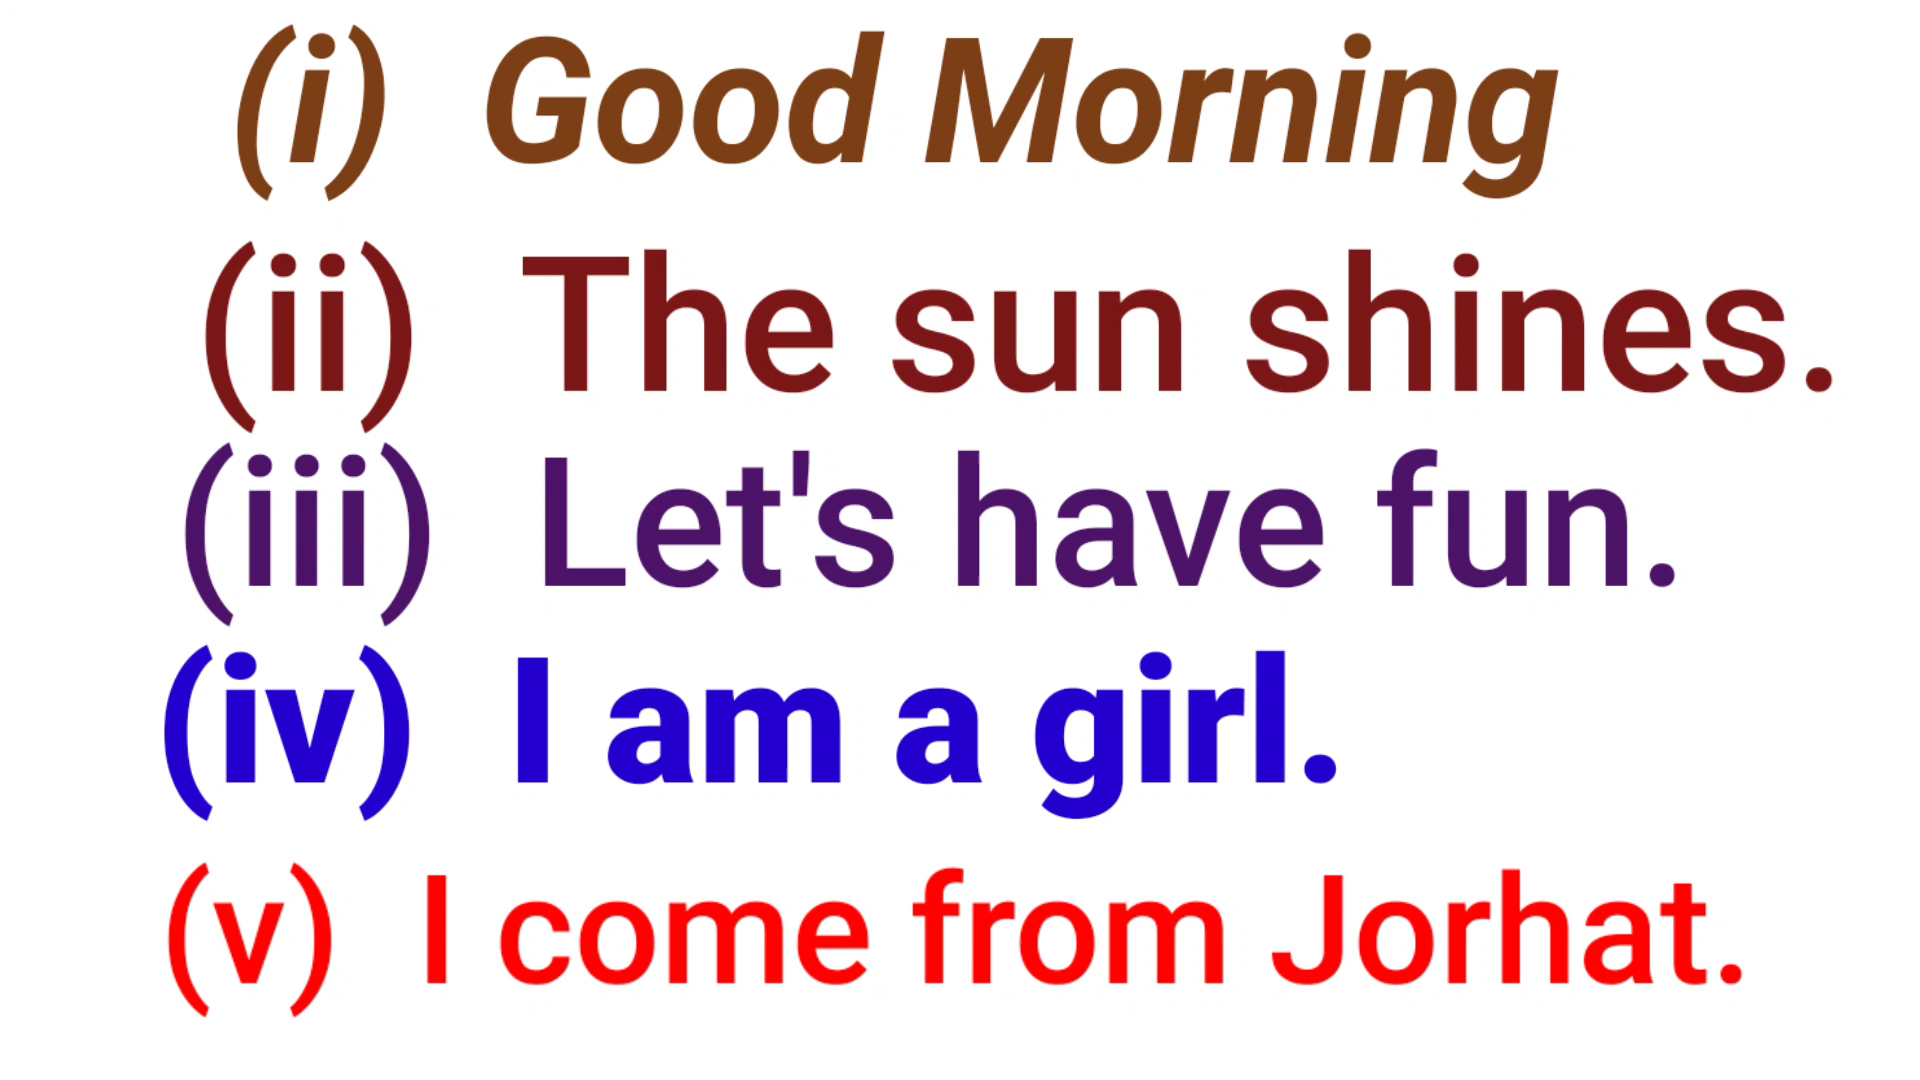 (i) Good Morning
(ii) The sun shines.
(iii) Let's have fun.
(iv) I am a girl.
(v) I come from Jorhat.